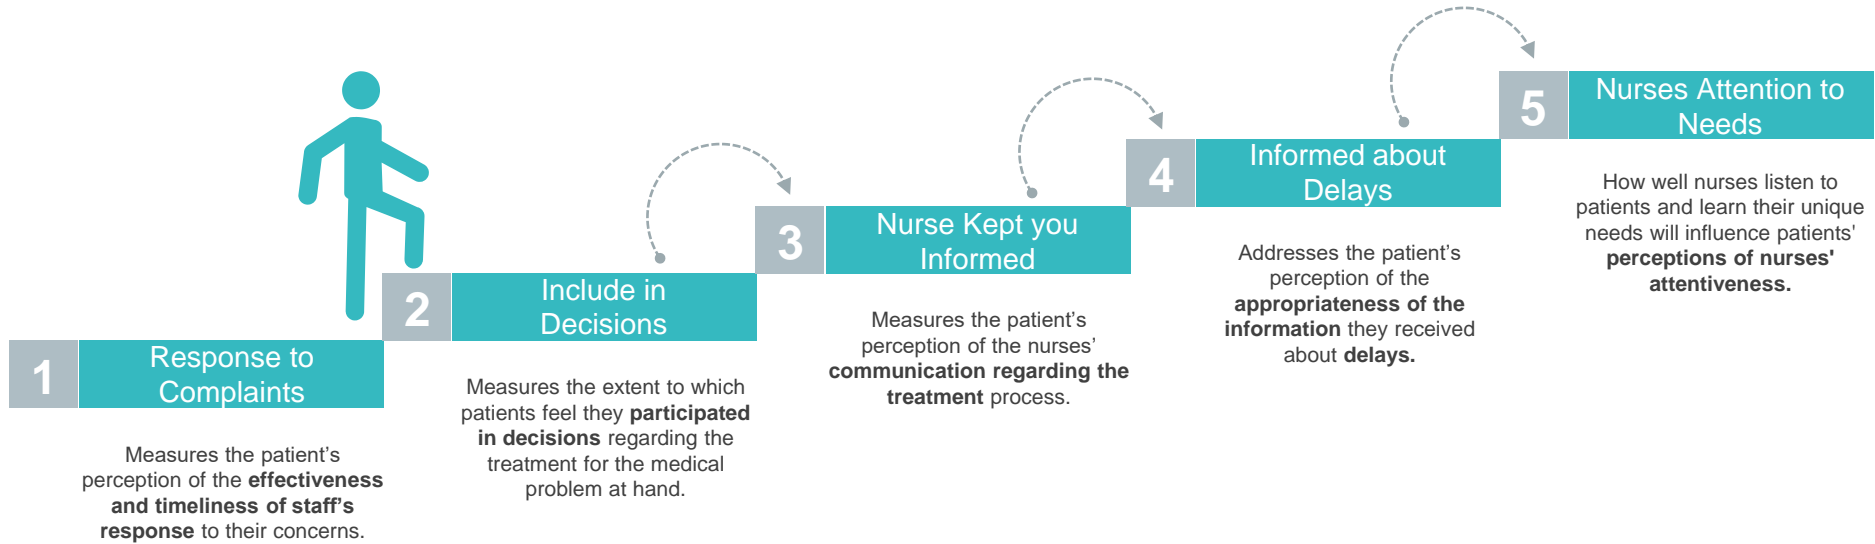 1
Response to
Complaints
Measures the patient’s
perception of the effectiveness
and timeliness of staff’s
response to their concerns.
2
Include in
Decisions
Measures the extent to which
patients feel they participated
in decisions regarding the
treatment for the medical
problem at hand.
3
Nurse Kept you
Informed
Measures the patient’s
perception of the nurses’
communication regarding the
treatment process.
4
Informed about
Delays
Addresses the patient’s
perception of the
appropriateness of the
information they received
about delays.
5
Nurses Attention to
Needs
How well nurses listen to
patients and learn their unique
needs will influence patients'
perceptions of nurses'
attentiveness.